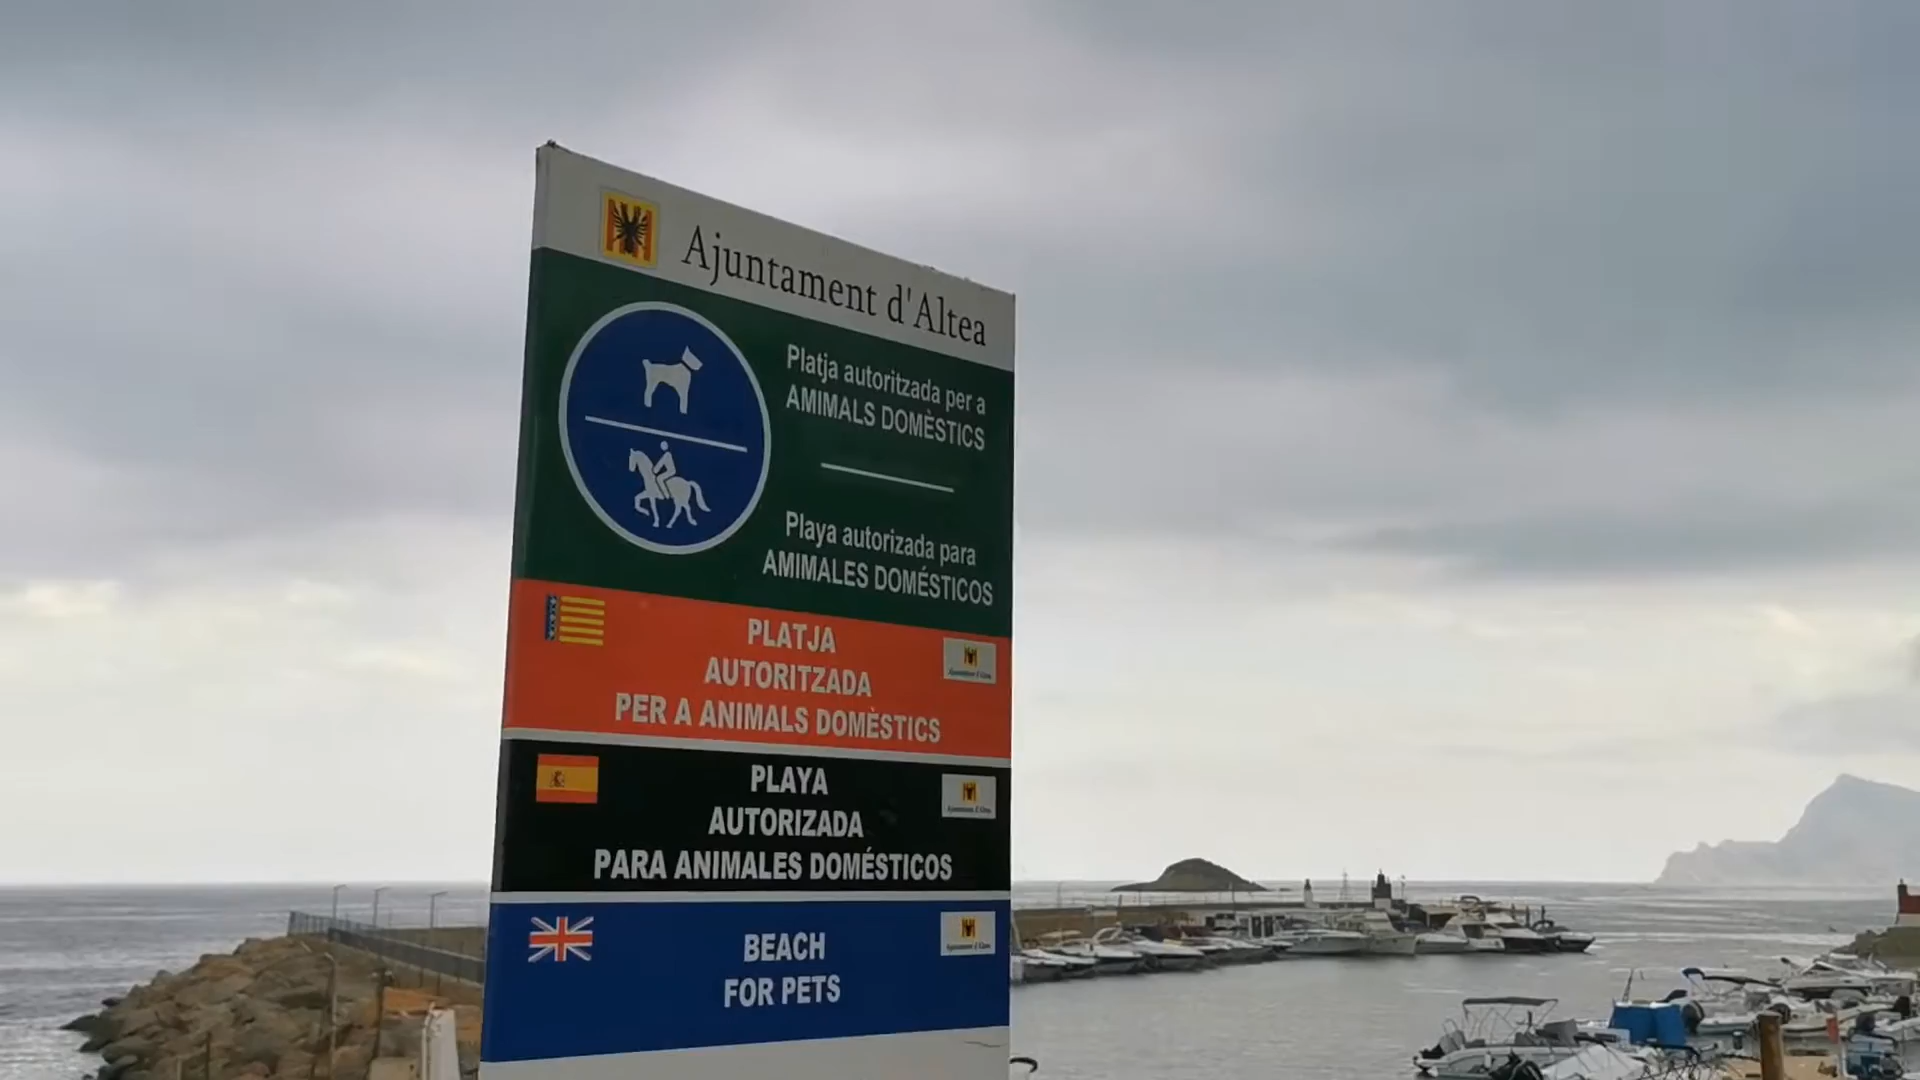 Ajuntament d'Altea
Platja autoritzada per a
AMIMALS DOMÈSTICS
Playa autorizada para
AMIMALES DOMÉSTICOS
PLATJA
AUTORITZADA
PER A ANIMALS DOMÈSTICS
PLAYA
AUTORIZADA
PARA ANIMALES DOMÉSTICOS
BEACH
FOR PETS